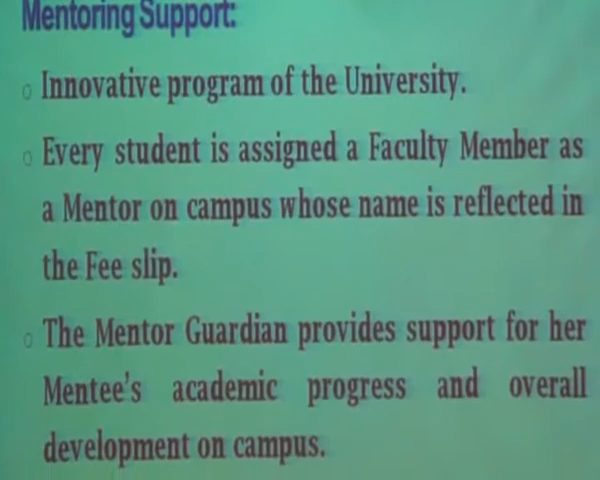 Mentoring Support:
o Innovative program of the University.
o Every student is assigned a Faculty Member as
a Mentor on campus whose name is reflected in
the Fee slip.
o The Mentor Guardian provides support for her
Mentee's academic progress and overall
development on campus.